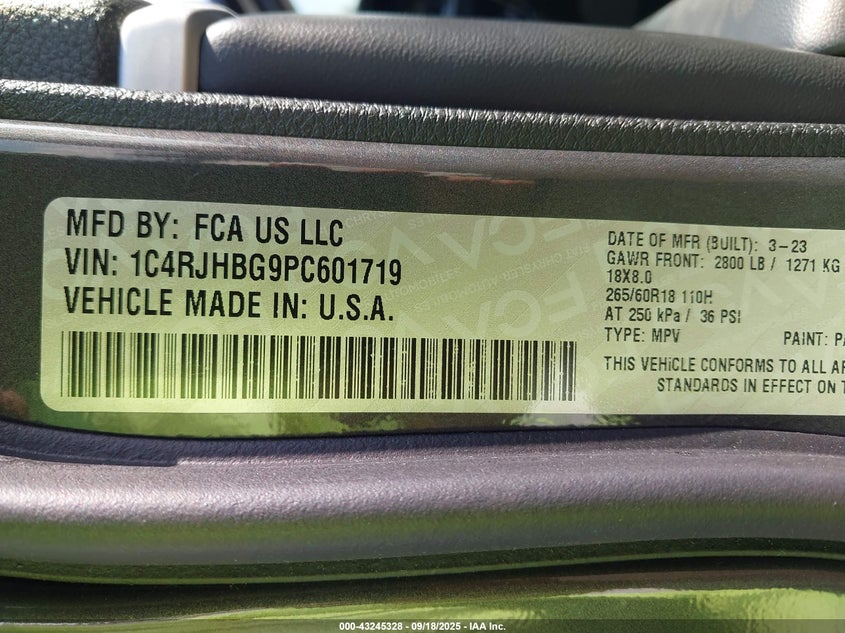 MFD BY: FCA US LLC
VIN: 1C4RJHBG9PC601719
VEHICLE MADE IN: U.S.A.
DATE OF MFR (BUILT): 3-23
GAWR FRONT: 2800 LB / 1271 KG
18X8.0
265/60R18 110H
AT 250 kPa / 36 PSI
TYPE: MPV PAINT:
THIS VEHICLE CONFORMS TO ALL
STANDARDS IN EFFECT ON
000-43245328 - 09/18/2025 - IAA Inc.